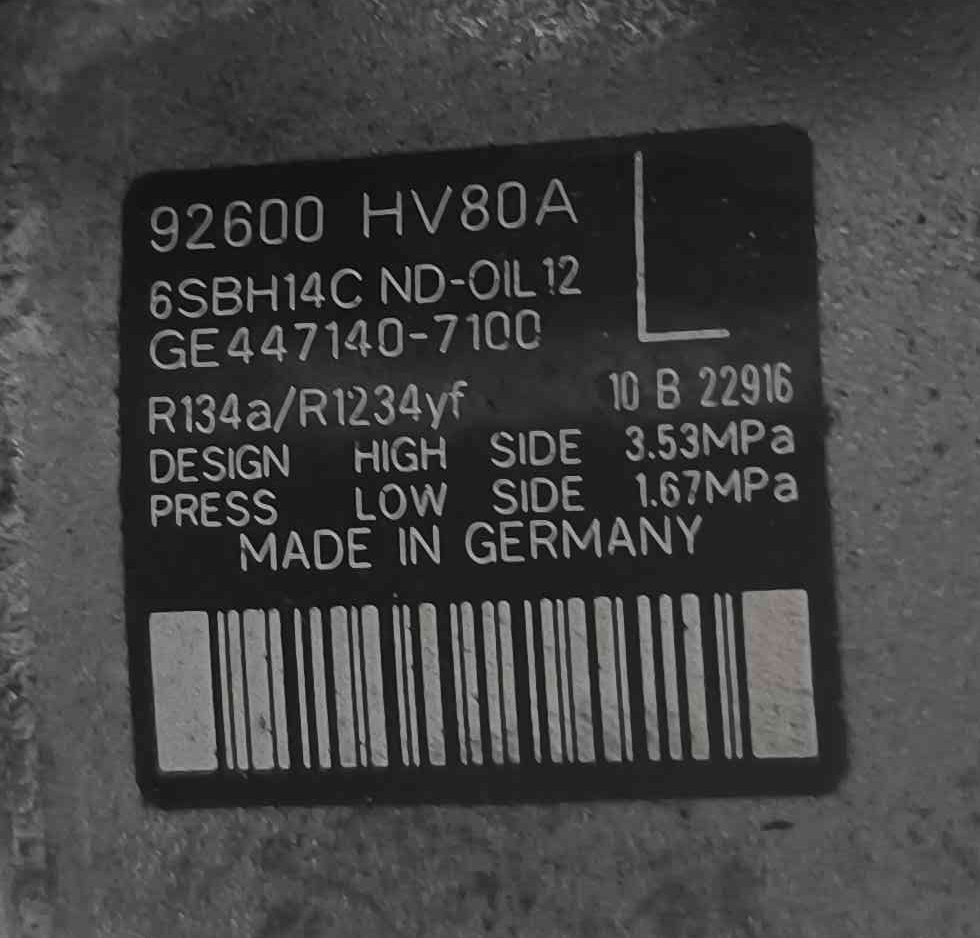 92600 HV80A
L
6SBH14C ND-OIL12
GE447140-7100
R134a/R1234yf 10 B 22916
DESIGN HIGH SIDE 3.53MPa
PRESS LOW SIDE 1.67MPa
MADE IN GERMANY